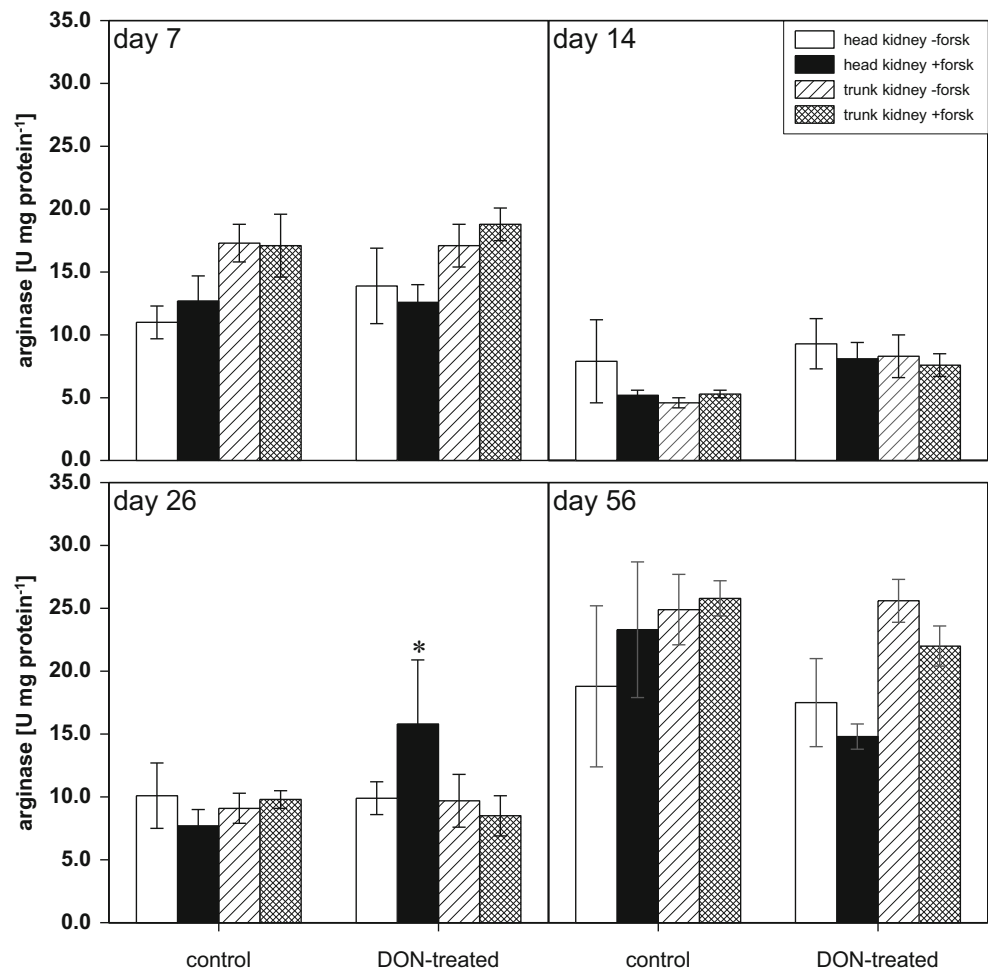 day 7
35.0
30.0
25.0
20.0
15.0
10.0
5.0
0.0
arginase [U mg protein⁻¹]
day 14
head kidney -forsk
head kidney +forsk
trunk kidney -forsk
trunk kidney +forsk
day 26
35.0
30.0
25.0
20.0
15.0
10.0
5.0
0.0
arginase [U mg protein⁻¹]
*
day 56
control DON-treated control DON-treated